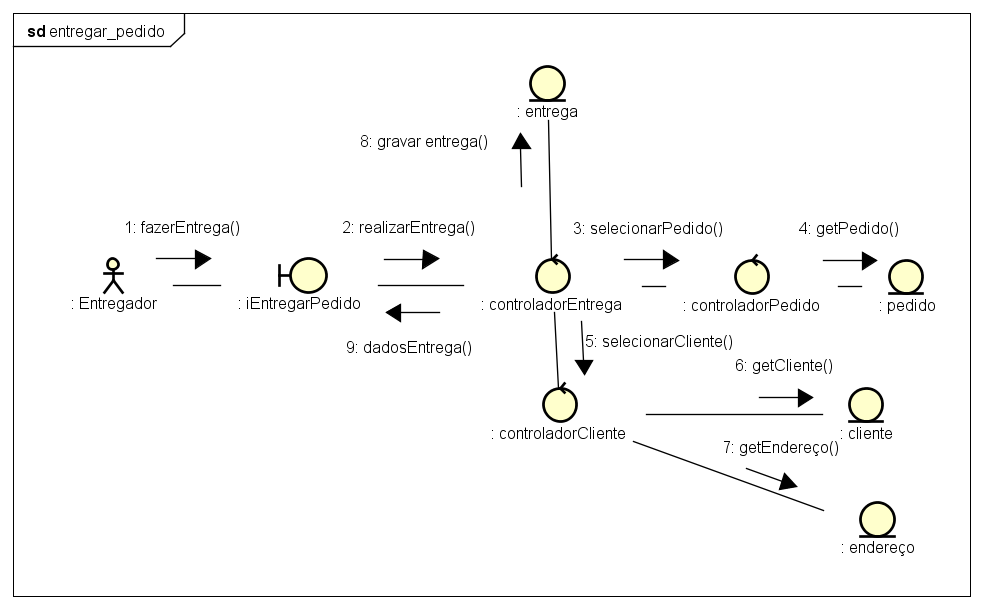 sd entregar_pedido
: entrega
8: gravar entrega()
1: fazerEntrega()
2: realizarEntrega()
3: selecionarPedido()
4: getPedido()
: Entregador
: iEntregarPedido
: controladorEntrega
: controladorPedido
: pedido
9: dadosEntrega()
5: selecionarCliente()
6: getCliente()
: controladorCliente
: cliente
7: getEndereço()
: endereço